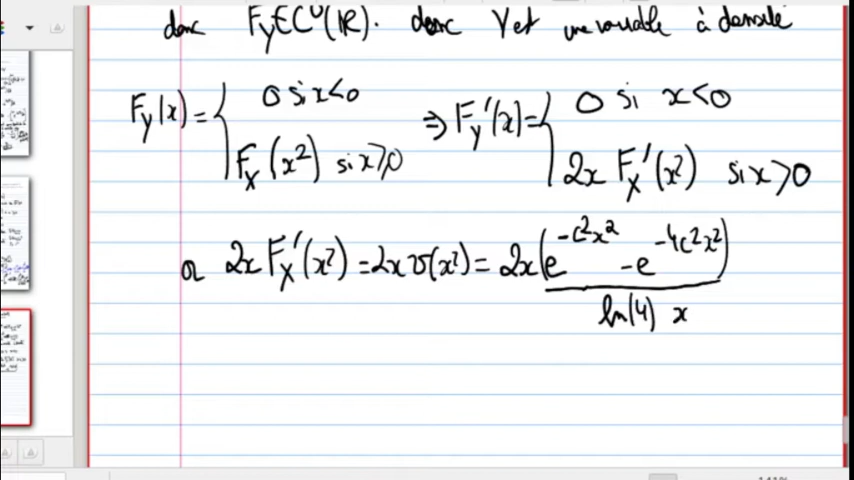 donc F_Y ∈ C⁰(ℝ). donc Y est une variable à densité
F_Y(x) = { 0 si x<0 ; F_X(x²) si x⩾0 ⇒ F_Y'(x) = { 0 si x<0 ; 2x F_X'(x²) si x>0
or 2x F_X'(x²) = 2x v(x²) = 2x (e^{-c²x²} - e^{-4c²x²}) / (ln(4) x)